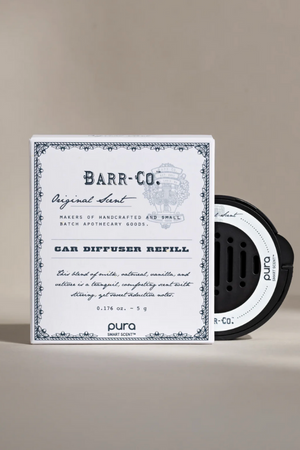 BARR-CO.
Original Scent
MAKERS OF HANDCRAFTED AND SMALL
BATCH APOTHECARY GOODS.
CAR DIFFUSER REFILL
This blend of milk, oatmeal, vanilla, and
vetiver is a tranquil, comforting scent with
strong, yet sweet seductive notes.
0.176 oz. – 5 g
pura
SMART SCENT™
Scent
BARR-CO.
pura